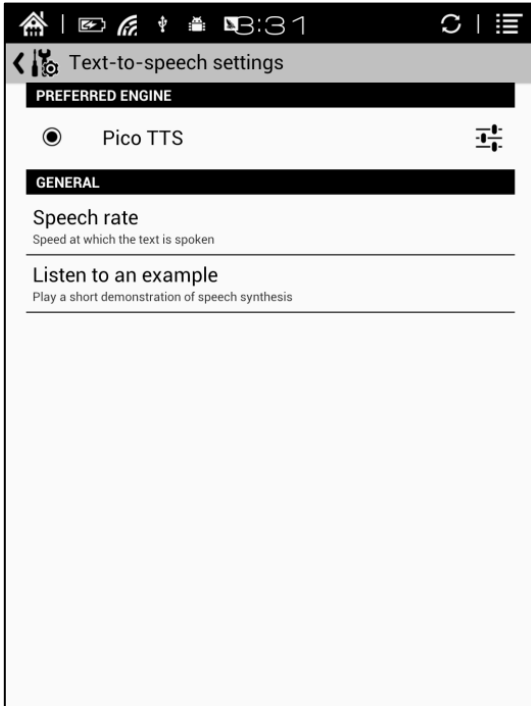 3:31
Text-to-speech settings
PREFERRED ENGINE
Pico TTS
GENERAL
Speech rate
Speed at which the text is spoken
Listen to an example
Play a short demonstration of speech synthesis